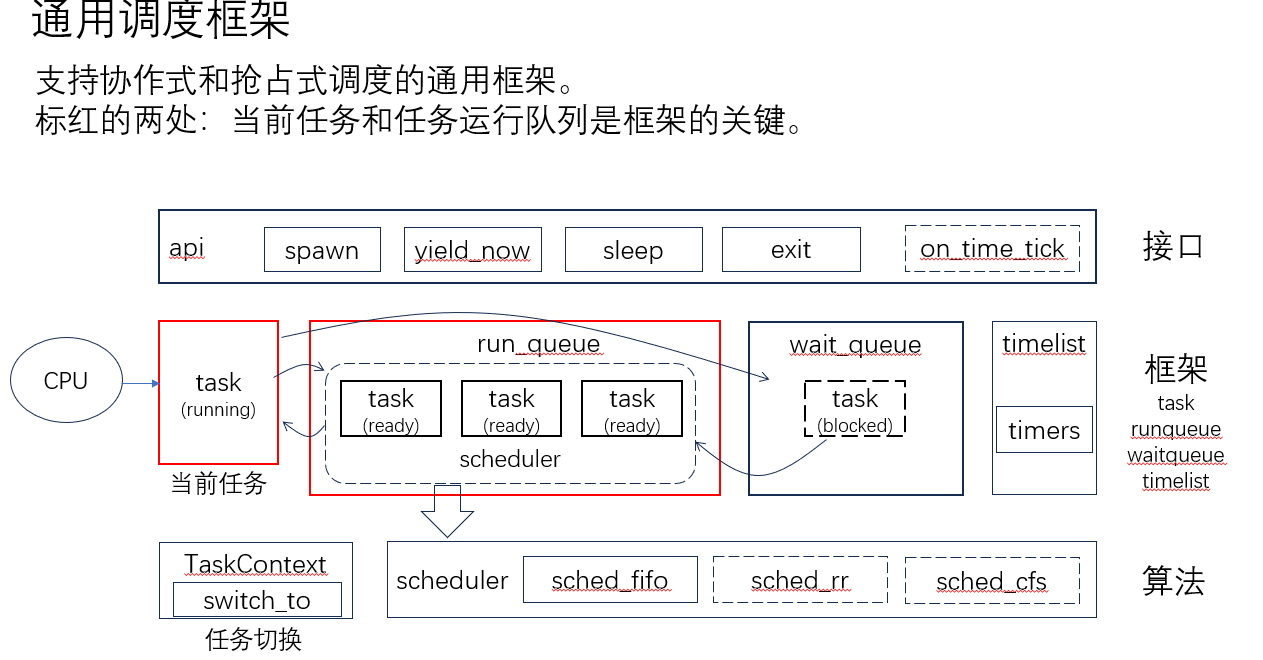 通用调度框架
支持协作式和抢占式调度的通用框架。
标红的两处：当前任务和任务运行队列是框架的关键。
api
spawn
yield_now
sleep
exit
on_time_tick
接口
CPU
task
(running)
当前任务
run_queue
task
(ready)
task
(ready)
task
(ready)
scheduler
wait_queue
task
(blocked)
timelist
timers
框架
task
runqueue
waitqueue
timelist
TaskContext
switch_to
任务切换
scheduler
sched_fifo
sched_rr
sched_cfs
算法